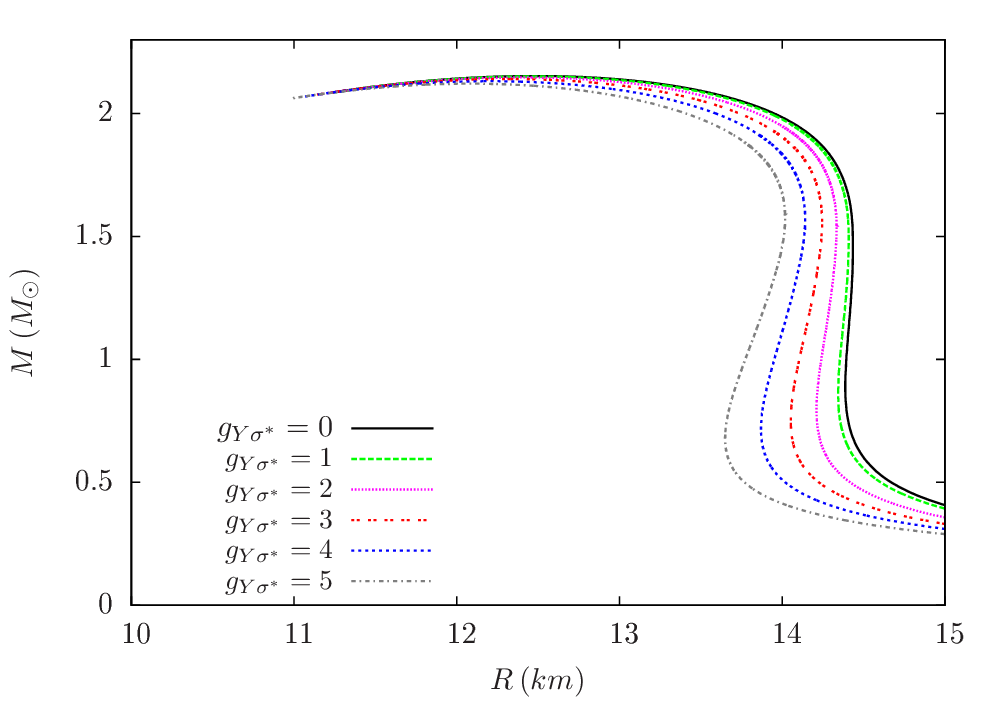 2
1.5
1
0.5
0
M (M⊙)
g_{Yσ*} = 0
g_{Yσ*} = 1
g_{Yσ*} = 2
g_{Yσ*} = 3
g_{Yσ*} = 4
g_{Yσ*} = 5
10 11 12 13 14 15
R (km)